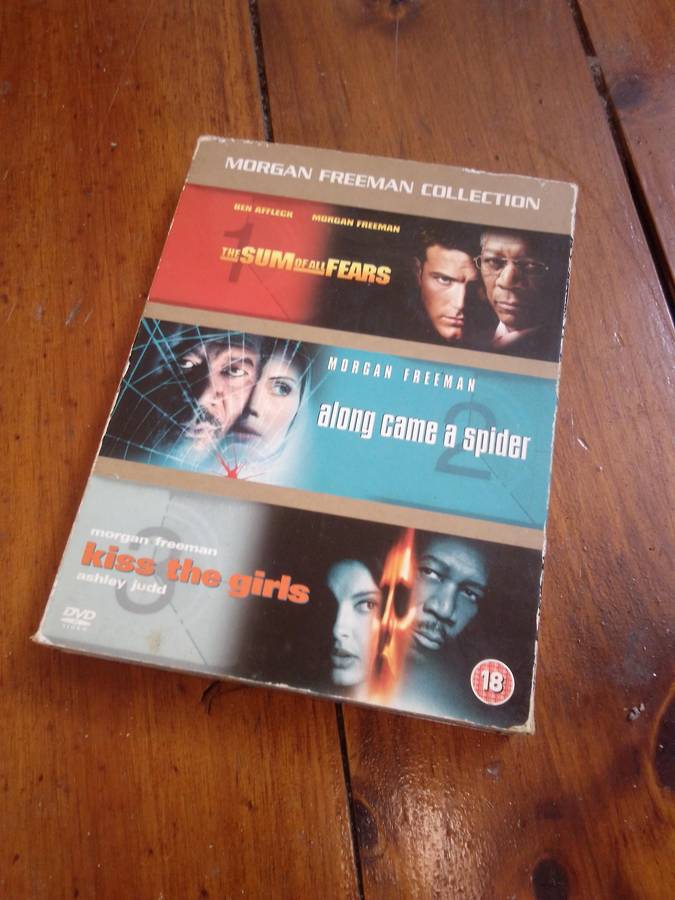 MORGAN FREEMAN COLLECTION
BEN AFFLECK MORGAN FREEMAN
1
THE SUM OF ALL FEARS
MORGAN FREEMAN
along came a spider
2
morgan freeman
kiss the girls
ashley judd
3
DVD
VIDEO
18